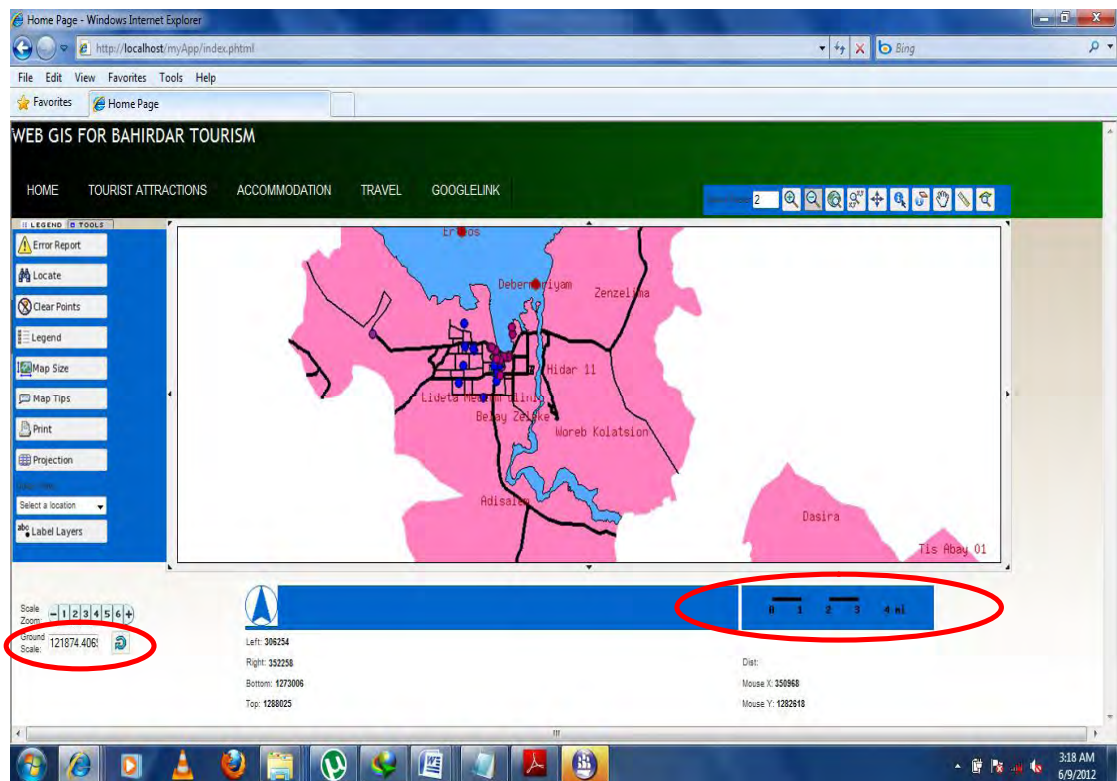 Home Page - Windows Internet Explorer
http://localhost/myApp/index.phtml
Bing
File Edit View Favorites Tools Help
Favorites Home Page
WEB GIS FOR BAHIRDAR TOURISM
HOME TOURIST ATTRACTIONS ACCOMMODATION TRAVEL GOOGLELINK
2
LEGEND TOOLS
Error Report
Locate
Clear Points
Legend
Map Size
Map Tips
Print
Projection
Select a location
abc Label Layers
Zenzelima
Hidar 11
Woreb Kolatsion
Adisalem
Dasira
Tis Abay 01
Scale Zoom: - 1 2 3 4 5 6 +
Ground Scale: 121874.406
0 1 2 3 4 mi
Left: 306254
Right: 352258
Bottom: 1273006
Top: 1288025
Dist:
Mouse X: 350968
Mouse Y: 1282618
3:18 AM
6/9/2012